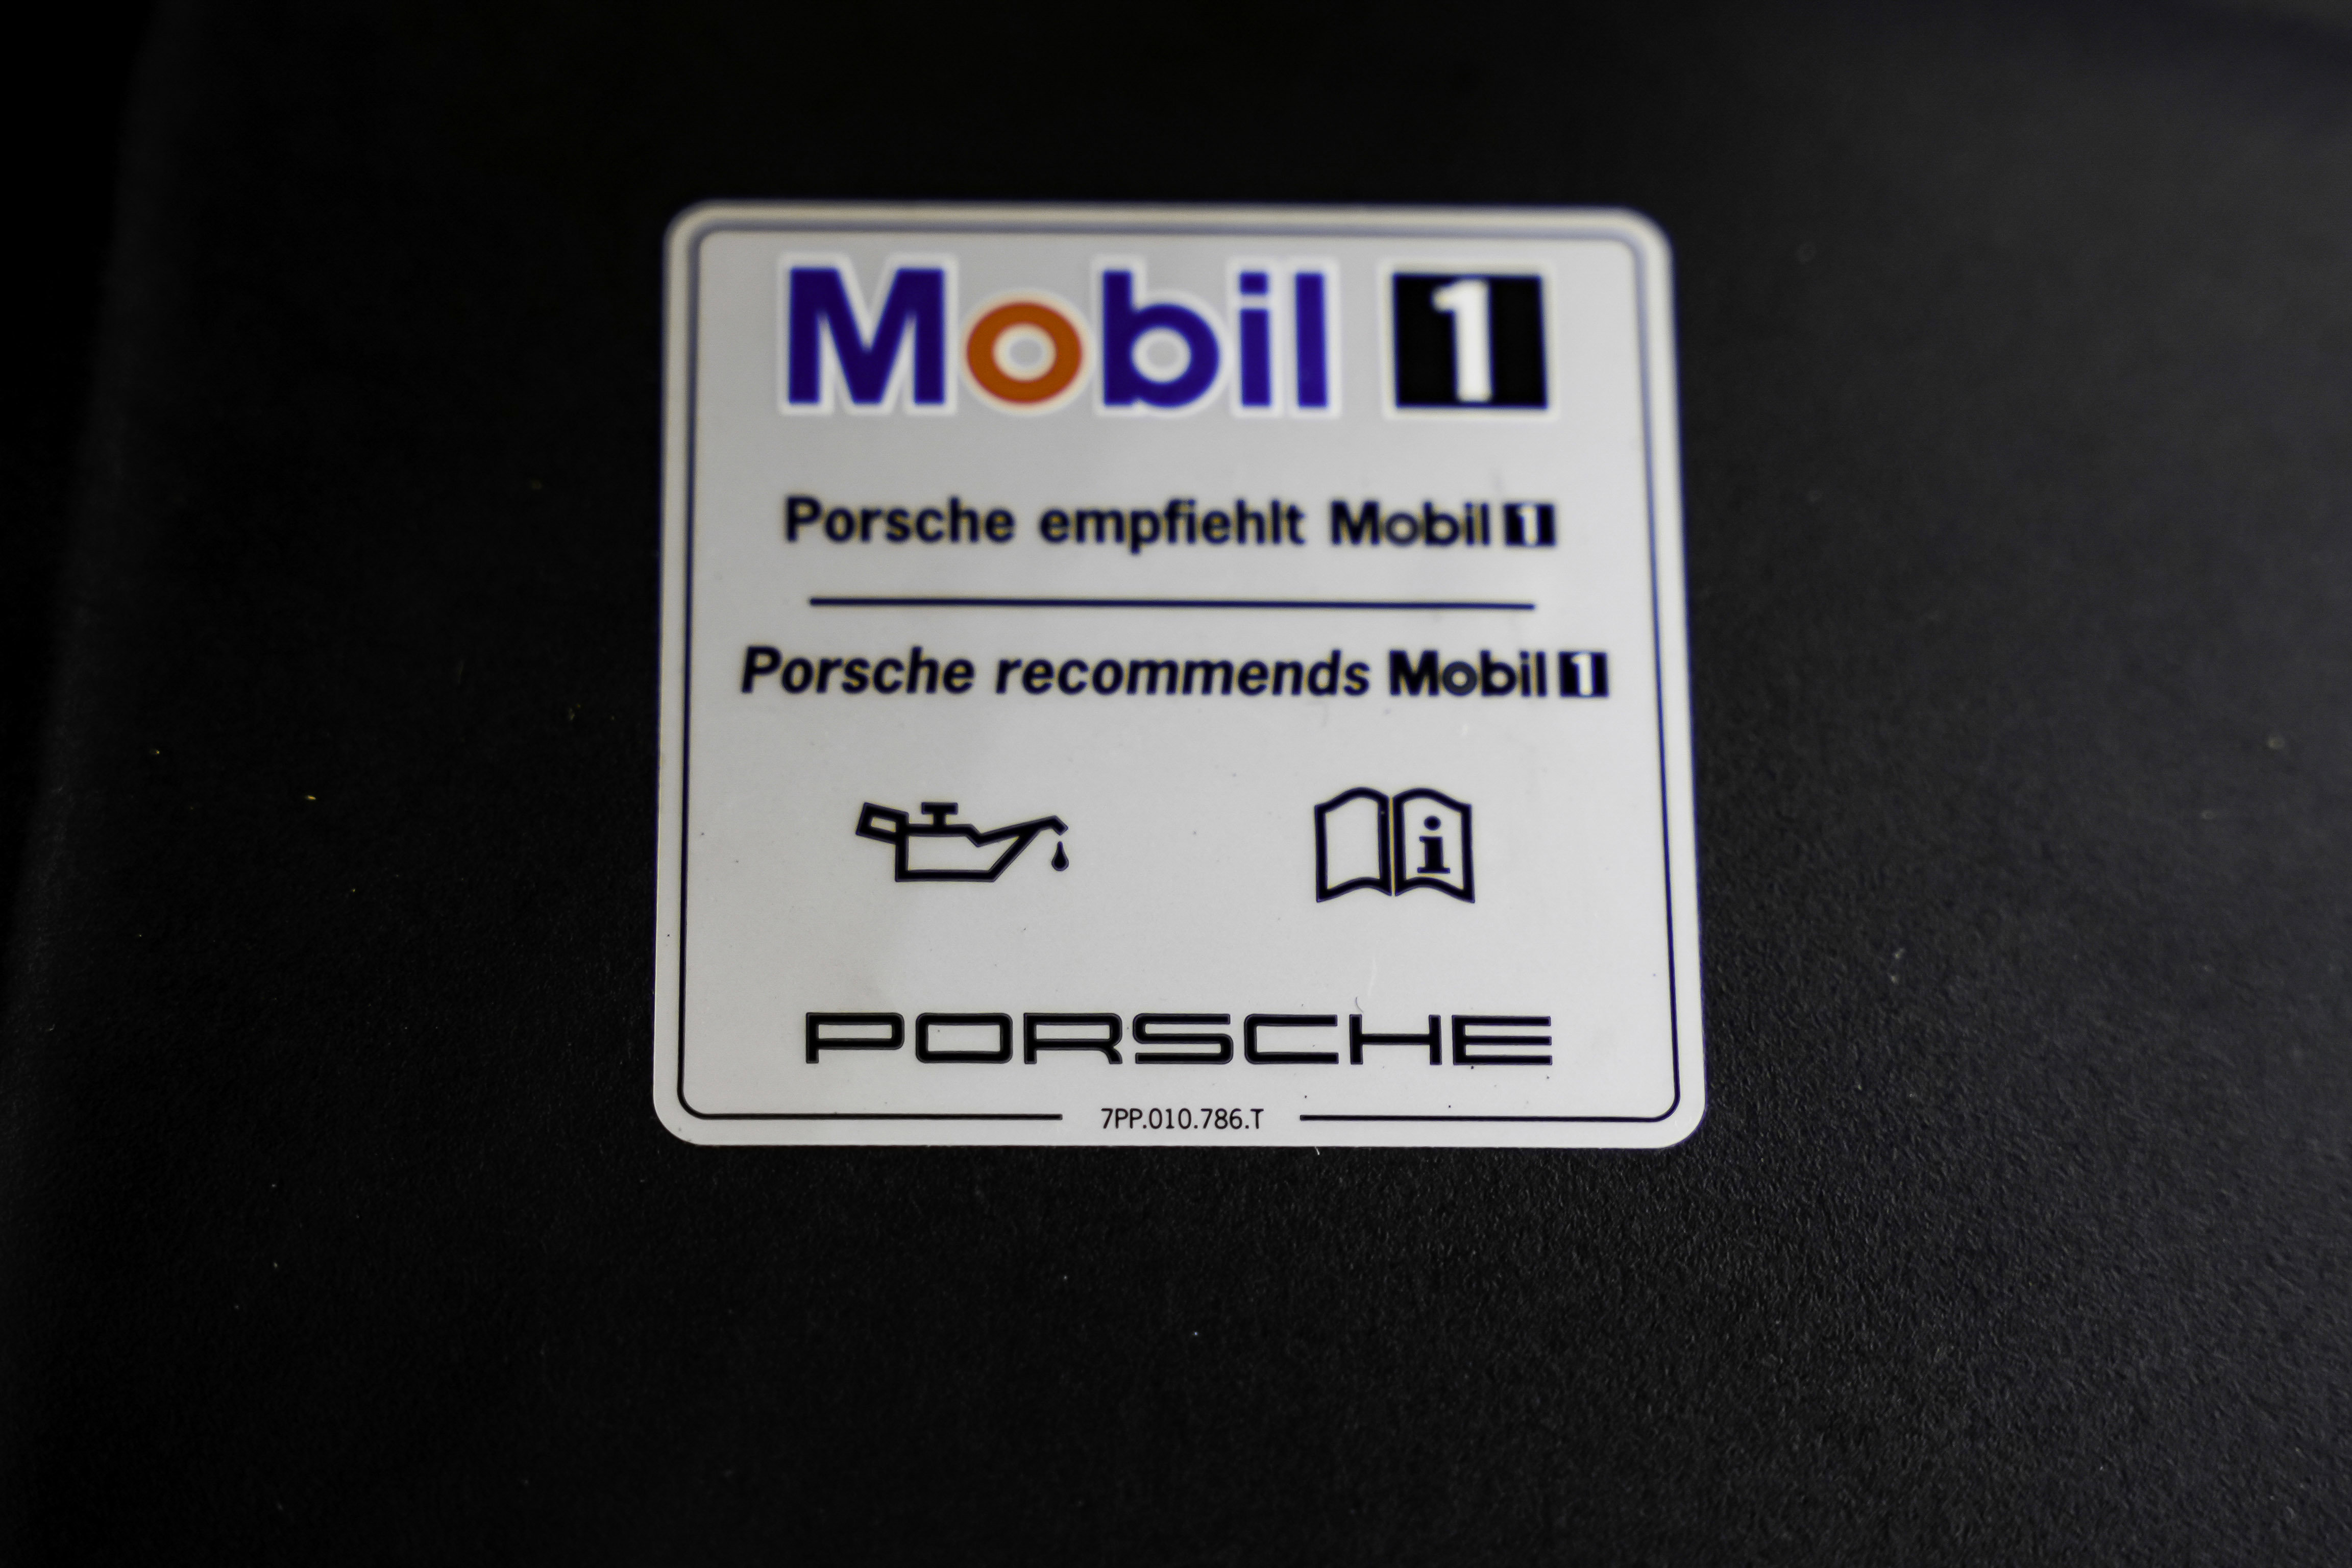 Mobil 1
Porsche empfiehlt Mobil 1
Porsche recommends Mobil 1
i
PORSCHE
7PP.010.786.T